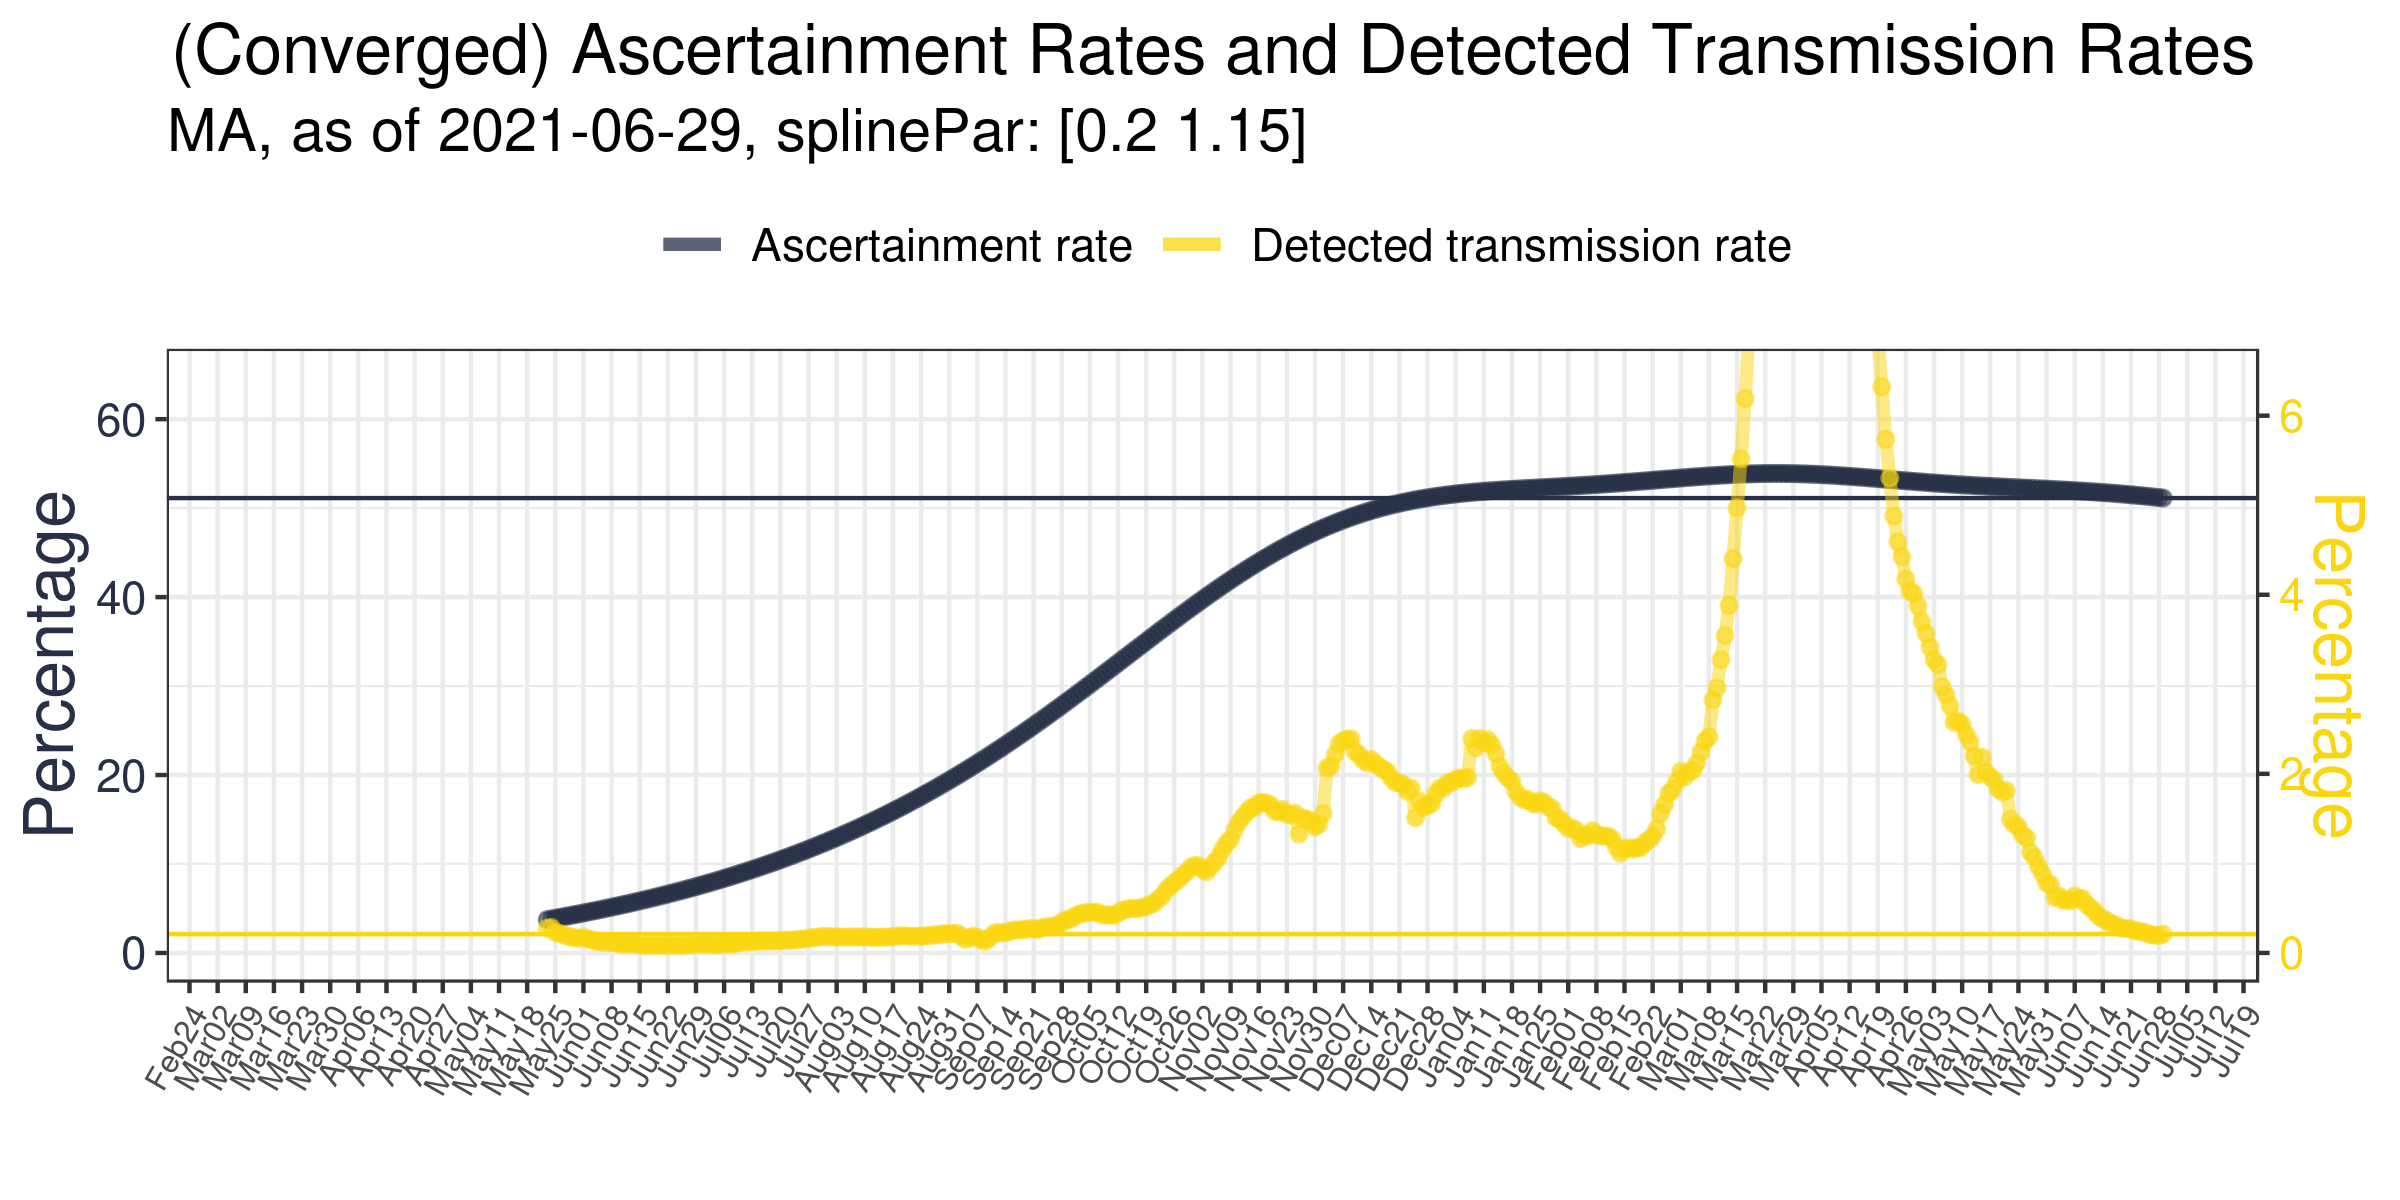 (Converged) Ascertainment Rates and Detected Transmission Rates
MA, as of 2021-06-29, splinePar: [0.2 1.15]
Ascertainment rate Detected transmission rate
Percentage
60
40
20
0
6
4
2
0
Percentage
Feb24 Mar02 Mar09 Mar16 Mar23 Mar30 Apr06 Apr13 Apr20 Apr27 May04 May11 May18 May25 Jun01 Jun08 Jun15 Jun22 Jun29 Jul06 Jul13 Jul20 Jul27 Aug03 Aug10 Aug17 Aug24 Aug31 Sep07 Sep14 Sep21 Sep28 Oct05 Oct12 Oct19 Oct26 Nov02 Nov09 Nov16 Nov23 Nov30 Dec07 Dec14 Dec21 Dec28 Jan04 Jan11 Jan18 Jan25 Feb01 Feb08 Feb15 Feb22 Mar01 Mar08 Mar15 Mar22 Mar29 Apr05 Apr12 Apr19 Apr26 May03 May10 May17 May24 May31 Jun07 Jun14 Jun21 Jun28 Jul05 Jul12 Jul19